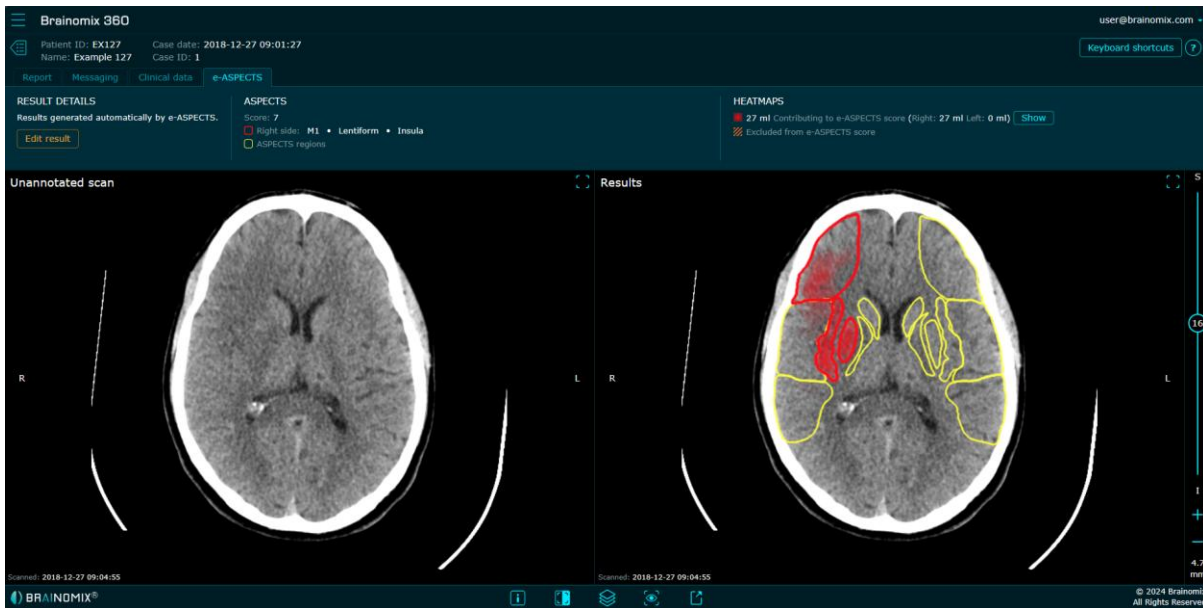 Brainomix 360
user@brainomix.com
Patient ID: EX127 Case date: 2018-12-27 09:01:27
Name: Example 127 Case ID: 1
Keyboard shortcuts ?
Report Messaging Clinical data e-ASPECTS
RESULT DETAILS
Results generated automatically by e-ASPECTS.
Edit result
ASPECTS
Score: 7
Right side: M1 • Lentiform • Insula
ASPECTS regions
HEATMAPS
27 ml Contributing to e-ASPECTS score (Right: 27 ml Left: 0 ml) Show
Excluded from e-ASPECTS score
Unannotated scan
R
L
Scanned: 2018-12-27 09:04:55
Results
R
L
Scanned: 2018-12-27 09:04:55
S
16
I
+
4.7
mm
BRAINOMIX®
© 2024 Brainomix
All Rights Reserved